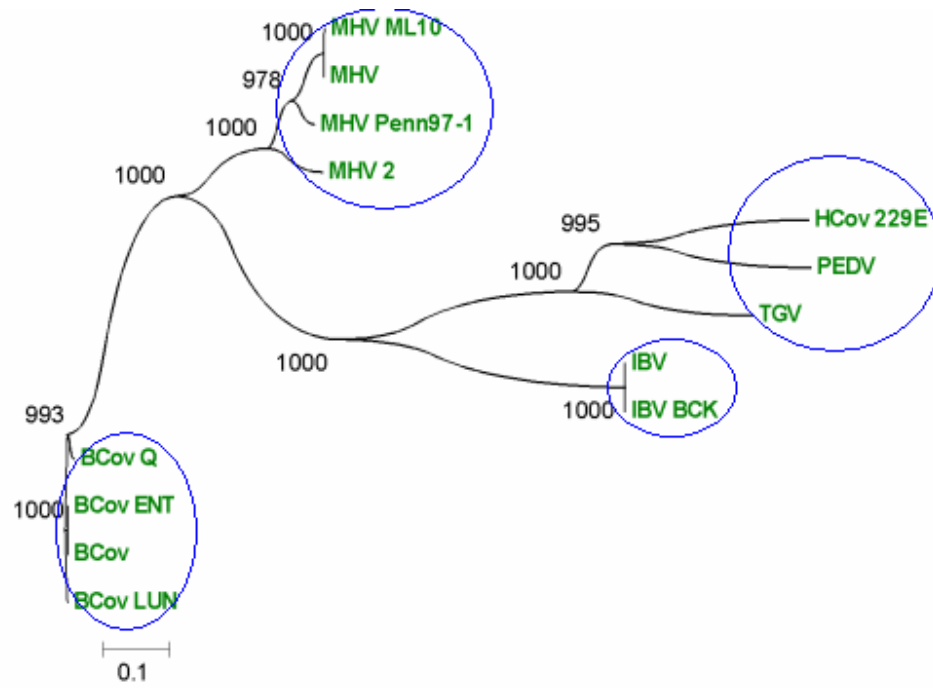 1000
MHV ML10
978
MHV
1000
MHV Penn97-1
1000
MHV 2
995
HCov 229E
1000
PEDV
TGV
1000
IBV
1000
IBV BCK
993
BCov Q
1000
BCov ENT
BCov
BCov LUN
0.1